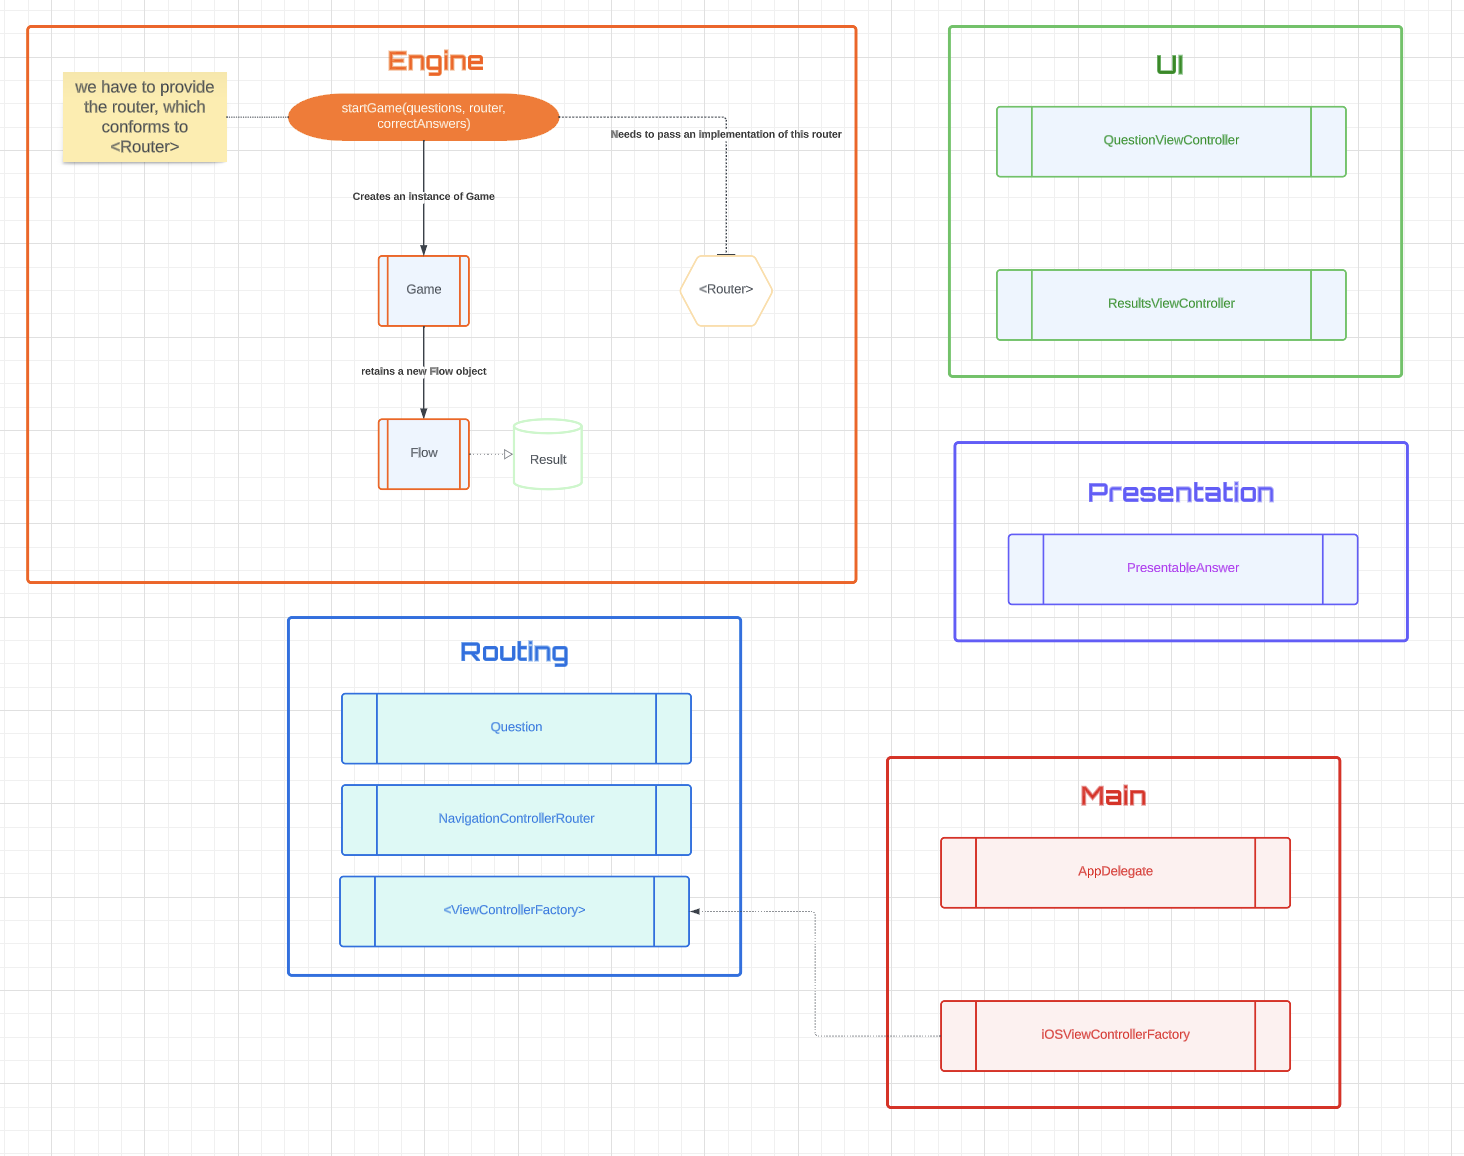 Engine
we have to provide
the router, which
conforms to
<Router>
startGame(questions, router,
correctAnswers)
Needs to pass an implementation of this router
Creates an instance of Game
Game
<Router>
retains a new Flow object
Flow
Result
UI
QuestionViewController
ResultsViewController
Presentation
PresentableAnswer
Routing
Question
NavigationControllerRouter
<ViewControllerFactory>
Main
AppDelegate
iOSViewControllerFactory